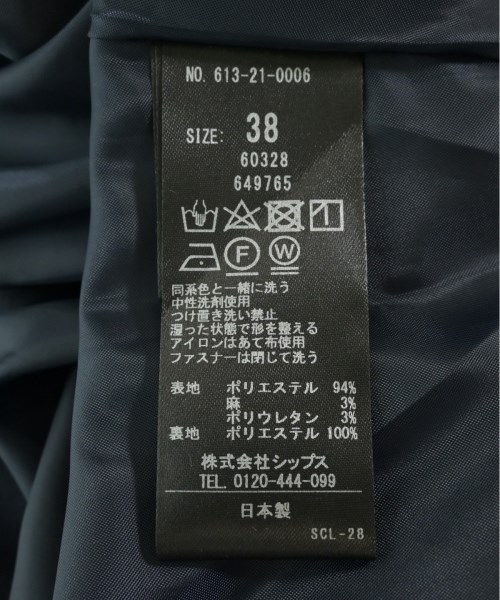 NO. 613-21-0006
SIZE: 38
60328
649765
F W
同系色と一緒に洗う
中性洗剤使用
つけ置き洗い禁止
湿った状態で形を整える
アイロンはあて布使用
ファスナーは閉じて洗う
表地 ポリエステル 94%
麻 3%
ポリウレタン 3%
裏地 ポリエステル 100%
株式会社シップス
TEL. 0120-444-099
日本製
SCL-28